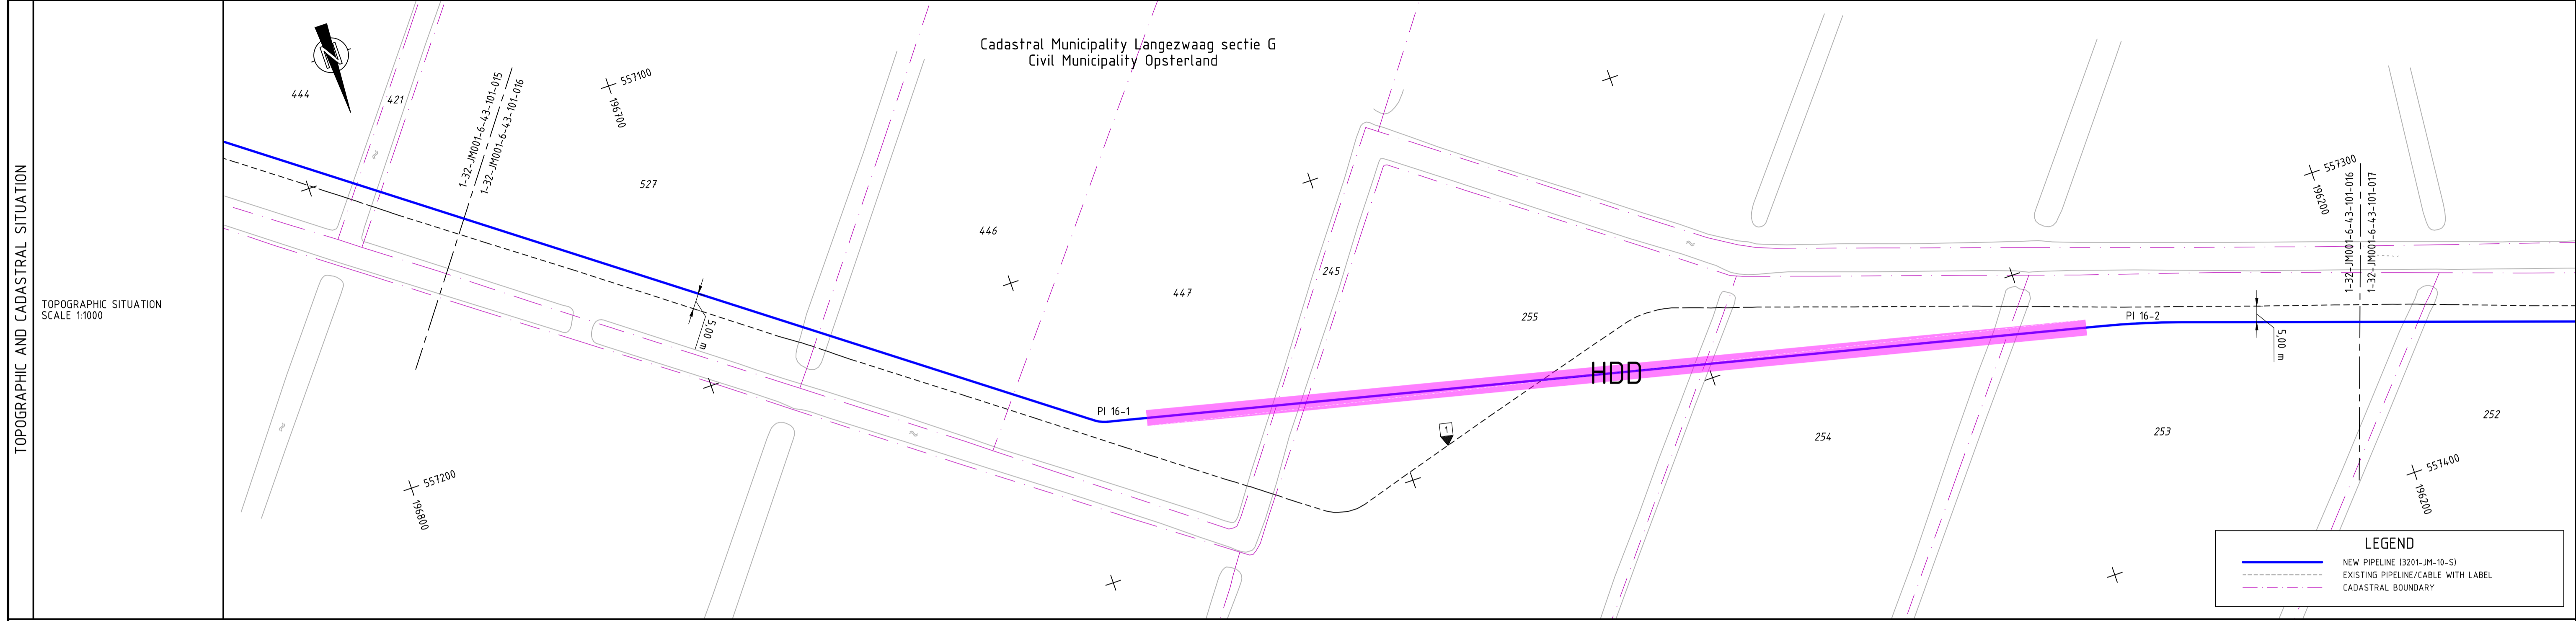 TOPOGRAPHIC AND CADASTRAL SITUATION
TOPOGRAPHIC SITUATION
SCALE 1:1000
Cadastral Municipality Langezwaag sectie G
Civil Municipality Opsterland
N
444
421
1-32-JM001-6-43-101-015
1-32-JM001-6-43-101-016
557100
196700
527
446
447
245
255
5,00 m
PI 16-1
HDD
1
PI 16-2
5,00 m
557300
196200
1-32-JM001-6-43-101-016
1-32-JM001-6-43-101-017
254
253
252
557200
196800
557400
196200
LEGEND
NEW PIPELINE (3201-JM-10-S)
EXISTING PIPELINE/CABLE WITH LABEL
CADASTRAL BOUNDARY